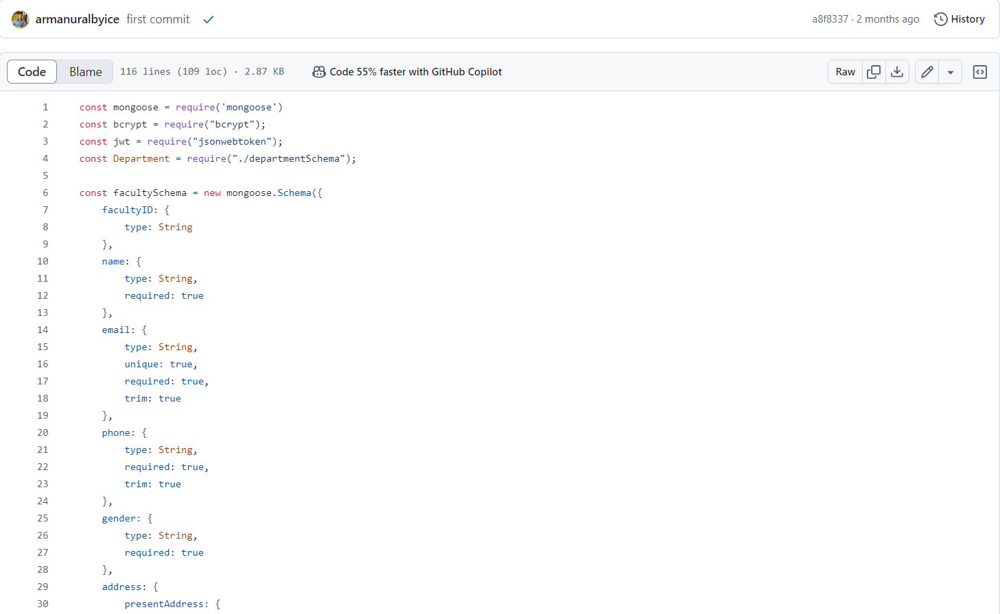 armanuralbyice first commit a8f8337 · 2 months ago History
Code Blame 116 lines (109 loc) · 2.87 KB Code 55% faster with GitHub Copilot Raw
1 const mongoose = require('mongoose')
2 const bcrypt = require("bcrypt");
3 const jwt = require("jsonwebtoken");
4 const Department = require("./departmentSchema");
5
6 const facultySchema = new mongoose.Schema({
7 facultyID: {
8 type: String
9 },
10 name: {
11 type: String,
12 required: true
13 },
14 email: {
15 type: String,
16 unique: true,
17 required: true,
18 trim: true
19 },
20 phone: {
21 type: String,
22 required: true,
23 trim: true
24 },
25 gender: {
26 type: String,
27 required: true
28 },
29 address: {
30 presentAddress: {